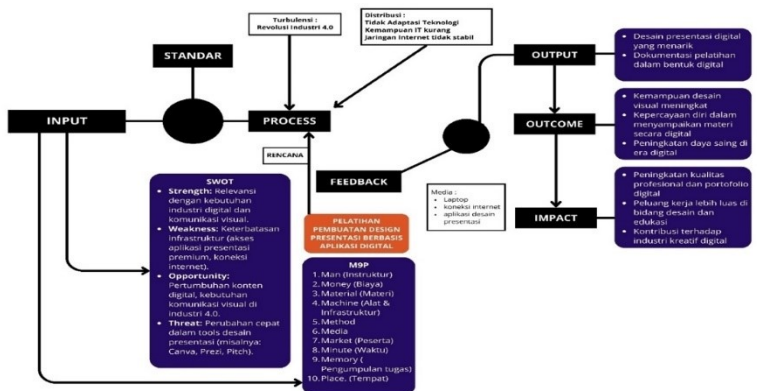 Turbulensi :
Revolusi Industri 4.0
Distribusi :
Tidak Adaptasi Teknologi
Kemampuan IT kurang
Jaringan Internet tidak stabil
STANDAR
INPUT
PROCESS
RENCANA
FEEDBACK
OUTPUT
• Desain presentasi digital
yang menarik
• Dokumentasi pelatihan
dalam bentuk digital
OUTCOME
• Kemampuan desain
visual meningkat
• Kepercayaan diri dalam
menyampaikan materi
secara digital
• Peningkatan daya saing di
era digital
IMPACT
• Peningkatan kualitas
profesional dan portofolio
digital
• Peluang kerja lebih luas di
bidang desain dan
edukasi
• Kontribusi terhadap
industri kreatif digital
Media :
• Laptop
• koneksi internet
• aplikasi desain
presentasi
SWOT
• Strength: Relevansi
dengan kebutuhan
industri digital dan
komunikasi visual.
• Weakness: Keterbatasan
infrastruktur (akses
aplikasi presentasi
premium, koneksi
internet).
• Opportunity:
Pertumbuhan konten
digital, kebutuhan
komunikasi visual di
industri 4.0.
• Threat: Perubahan cepat
dalam tools desain
presentasi (misalnya:
Canva, Prezi, Pitch).
PELATIHAN
PEMBUATAN DESIGN
PRESENTASI BERBASIS
APLIKASI DIGITAL
M9P
1. Man (Instruktur)
2. Money (Biaya)
3. Material (Materi)
4. Machine (Alat &
Infrastruktur)
5. Method
6. Media
7. Market (Peserta)
8. Minute (Waktu)
9. Memory (
Pengumpulan tugas)
10. Place. (Tempat)